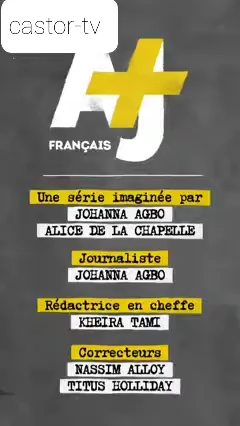 castor-tv
AJ+
FRANÇAIS
Une série imaginée par
JOHANNA AGBO
ALICE DE LA CHAPELLE
Journaliste
JOHANNA AGBO
Rédactrice en cheffe
KHEIRA TAMI
Correcteurs
NASSIM ALLOY
TITUS HOLLIDAY